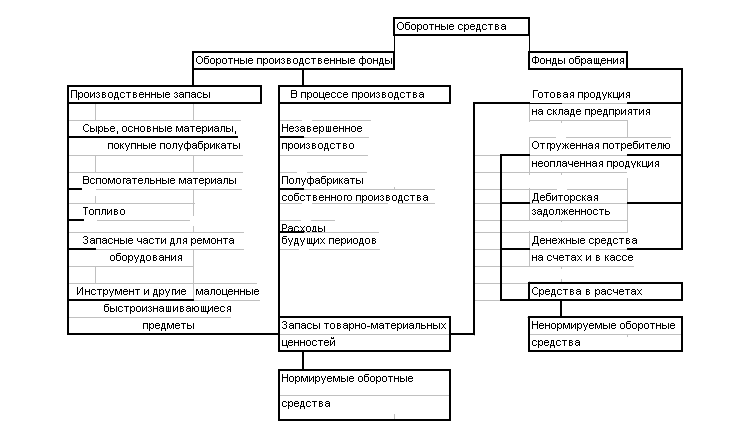 Оборотные средства
Оборотные производственные фонды
Фонды обращения
Производственные запасы
Сырье, основные материалы,
покупные полуфабрикаты
Вспомогательные материалы
Топливо
Запасные части для ремонта
оборудования
Инструмент и другие малоценные
быстроизнашивающиеся
предметы
В процессе производства
Незавершенное
производство
Полуфабрикаты
собственного производства
Расходы
будущих периодов
Запасы товарно-материальных
ценностей
Нормируемые оборотные
средства
Готовая продукция
на складе предприятия
Отгруженная потребителю
неоплаченная продукция
Дебиторская
задолженность
Денежные средства
на счетах и в кассе
Средства в расчетах
Ненормируемые оборотные
средства